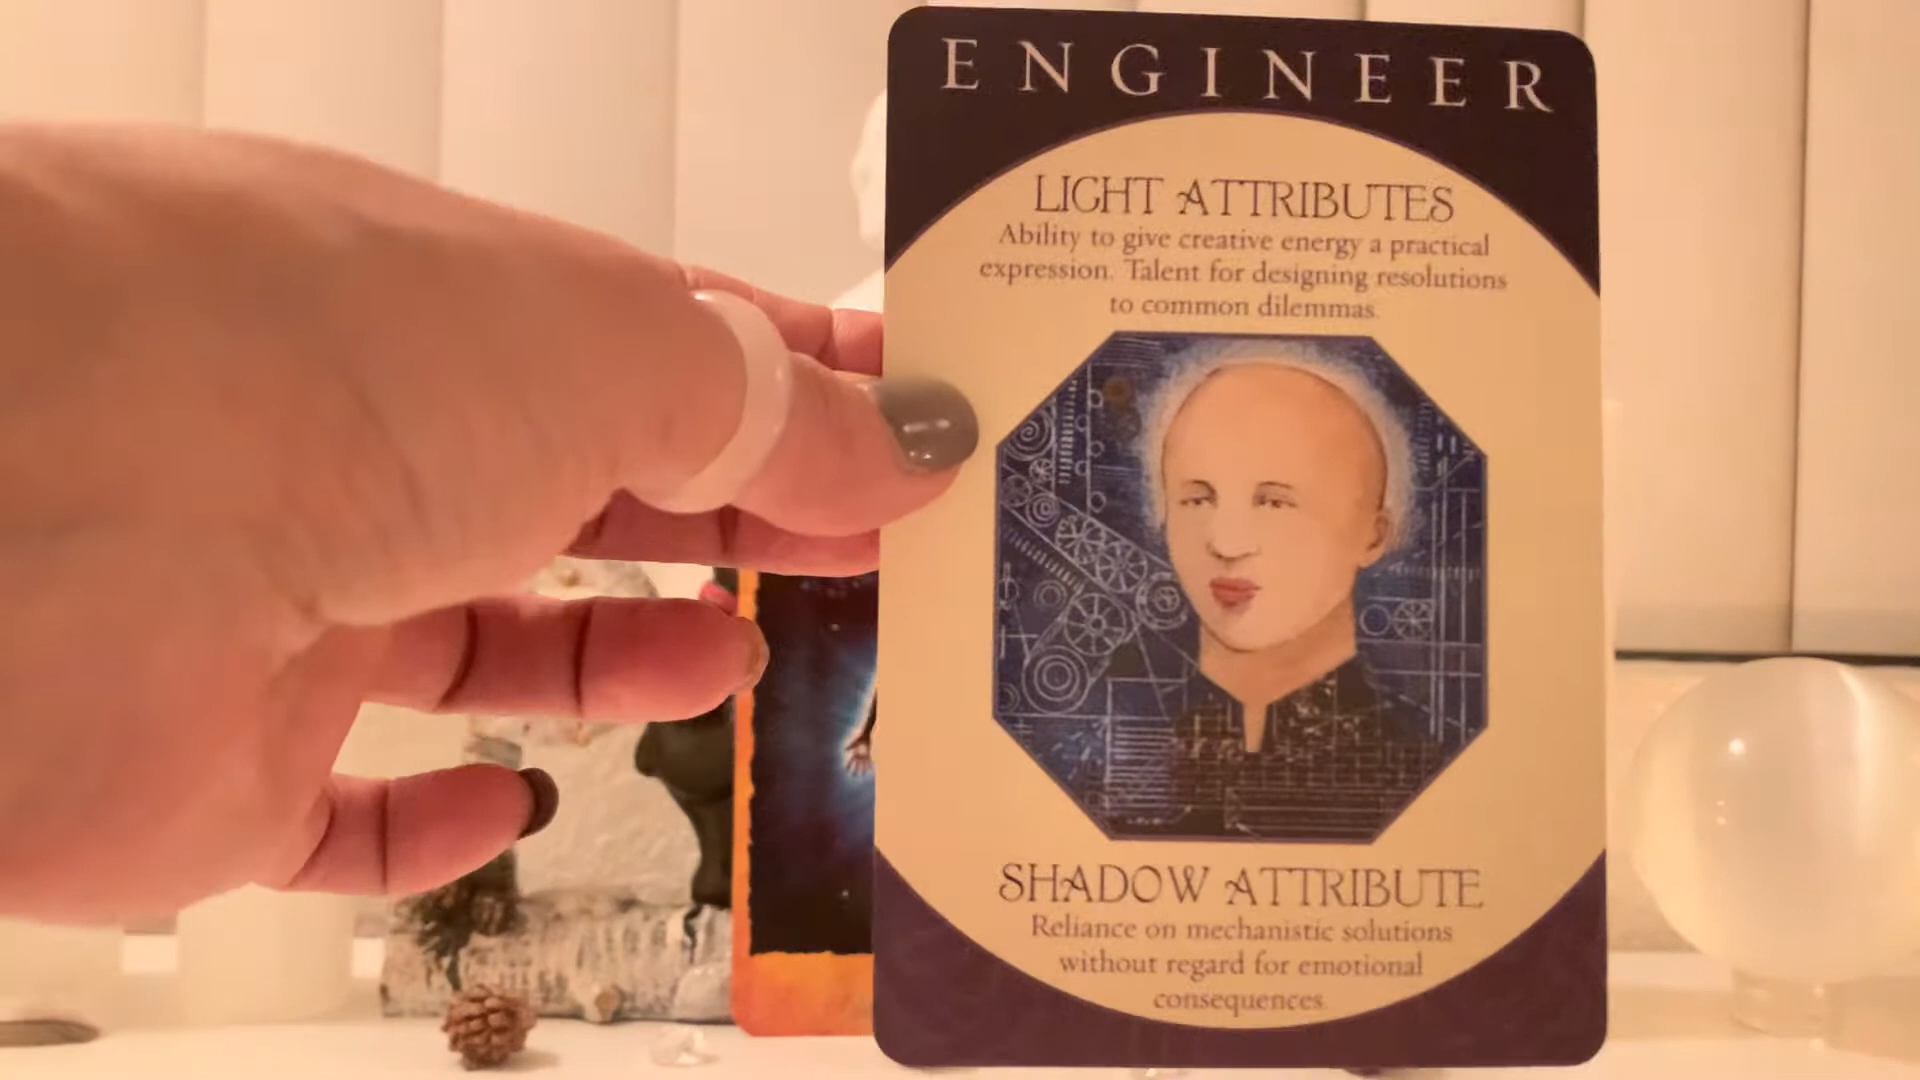 ENGINEER
LIGHT ATTRIBUTES
Ability to give creative energy a practical
expression. Talent for designing resolutions
to common dilemmas.
SHADOW ATTRIBUTE
Reliance on mechanistic solutions
without regard for emotional
consequences.